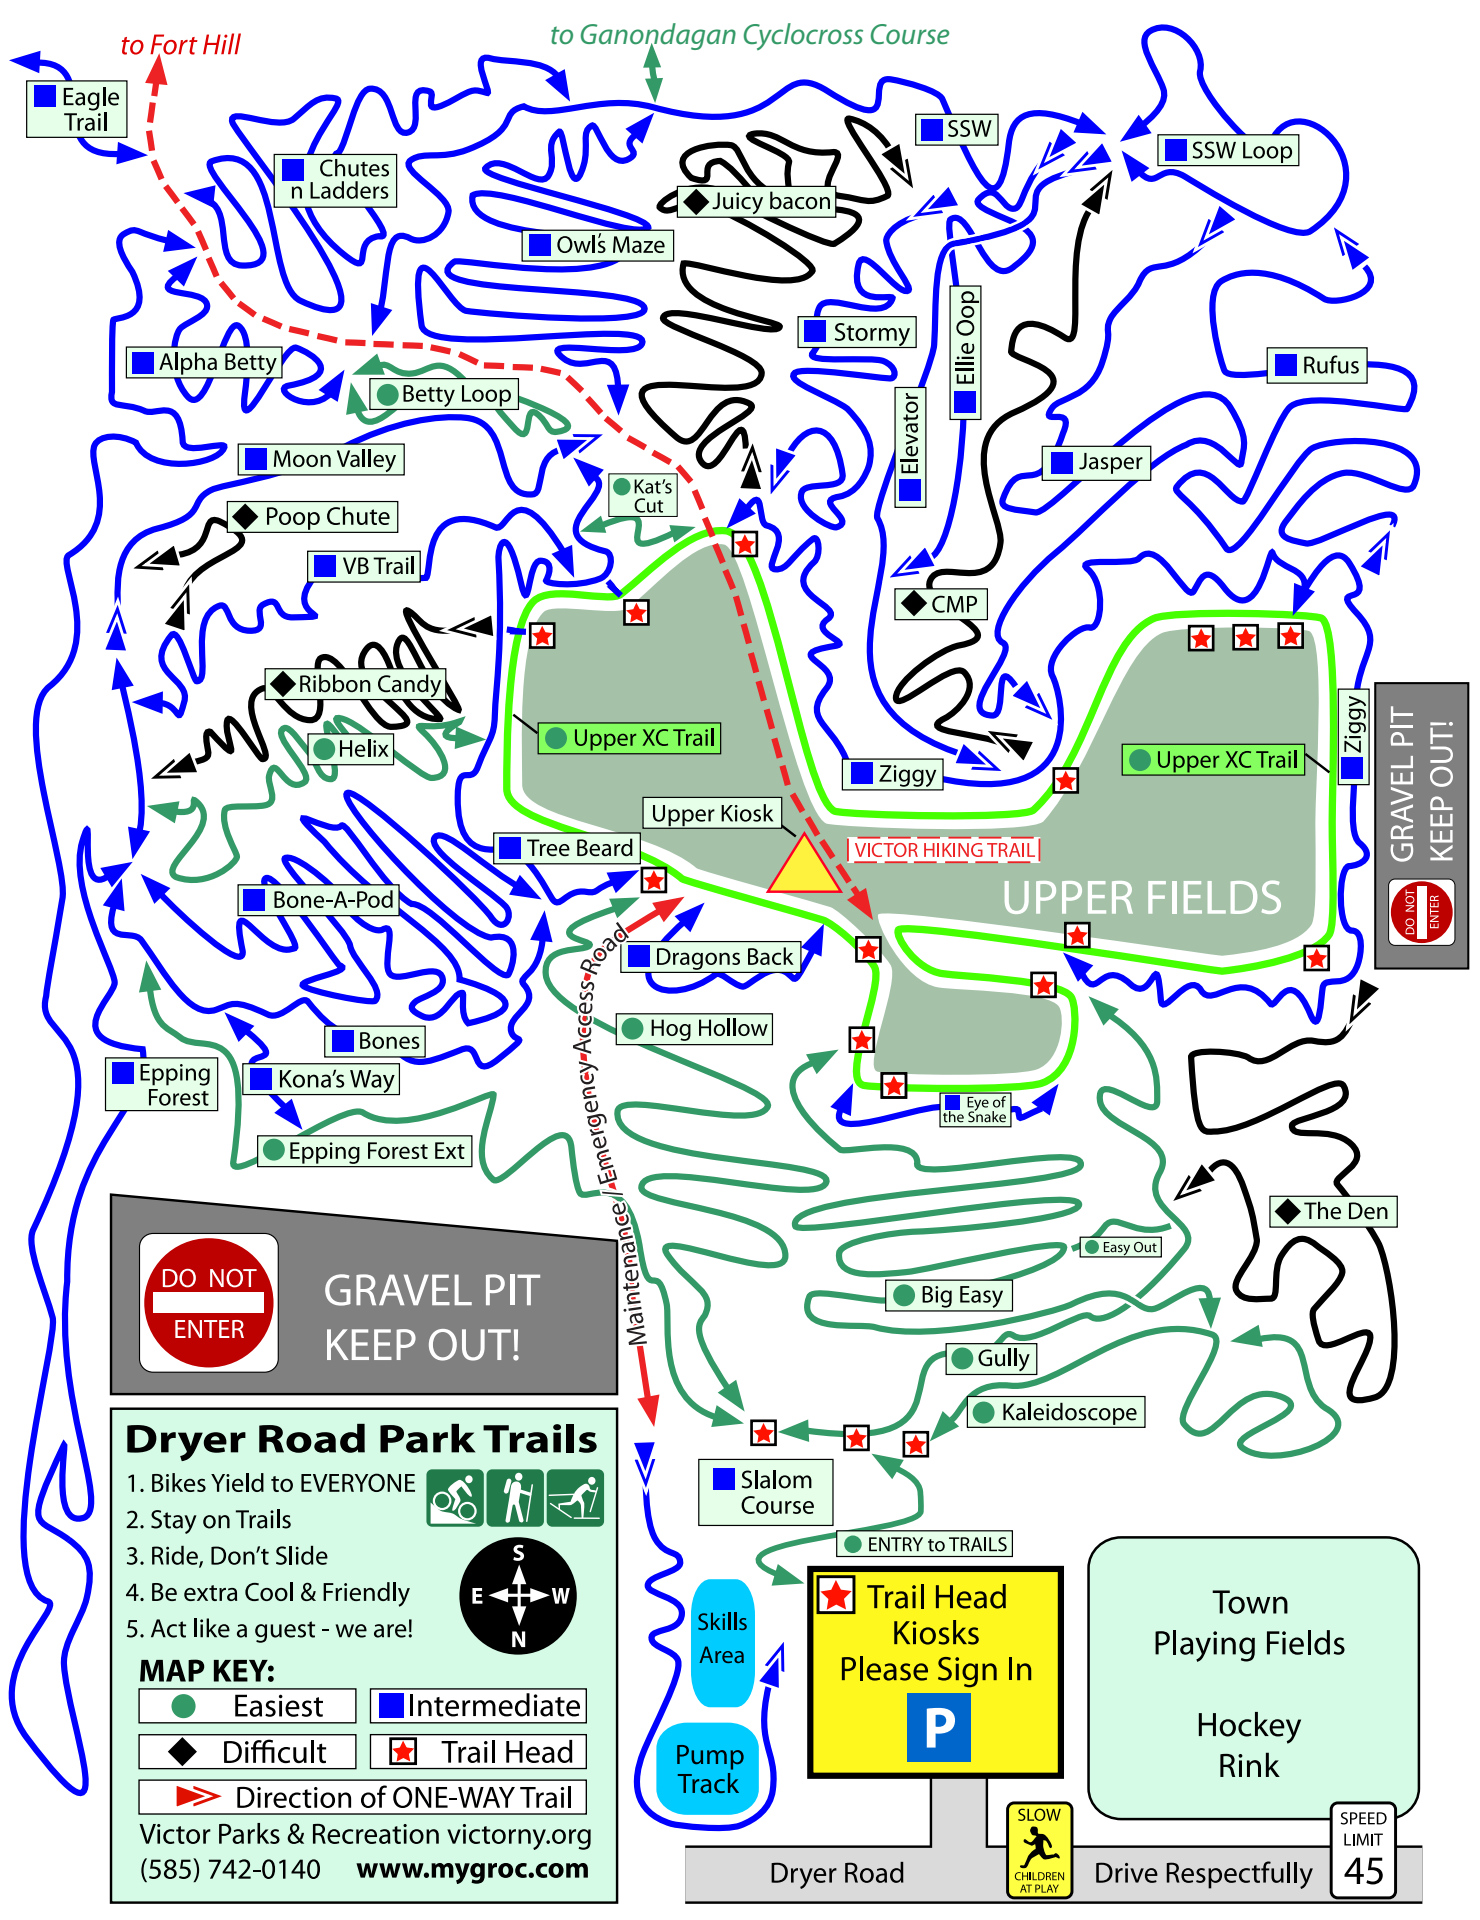 to Fort Hill
to Ganondagan Cyclocross Course
Eagle
Trail
Chutes
n Ladders
SSW
SSW Loop
Juicy bacon
Owl's Maze
Stormy
Ellie Oop
Elevator
Alpha Betty
Betty Loop
Rufus
Moon Valley
Jasper
Kat's
Cut
Poop Chute
VB Trail
CMP
Ribbon Candy
Helix
Upper XC Trail
Ziggy
Upper XC Trail
Ziggy
GRAVEL PIT
KEEP OUT!
DO NOT
ENTER
Upper Kiosk
Tree Beard
VICTOR HIKING TRAIL
UPPER FIELDS
Bone-A-Pod
Dragons Back
Maintenance / Emergency Access Road
Hog Hollow
Bones
Epping
Forest
Kona's Way
Eye of
the Snake
Epping Forest Ext
The Den
Easy Out
Big Easy
DO NOT
ENTER
GRAVEL PIT
KEEP OUT!
Gully
Kaleidoscope
Slalom
Course
ENTRY to TRAILS
Dryer Road Park Trails
1. Bikes Yield to EVERYONE
2. Stay on Trails
3. Ride, Don't Slide
4. Be extra Cool & Friendly
5. Act like a guest - we are!
S
E
W
N
MAP KEY:
Easiest
Intermediate
Difficult
Trail Head
Direction of ONE-WAY Trail
Victor Parks & Recreation victorny.org
(585) 742-0140 www.mygroc.com
Skills
Area
Pump
Track
Trail Head
Kiosks
Please Sign In
P
Town
Playing Fields
Hockey
Rink
Dryer Road
SLOW
CHILDREN
AT PLAY
Drive Respectfully
SPEED
LIMIT
45